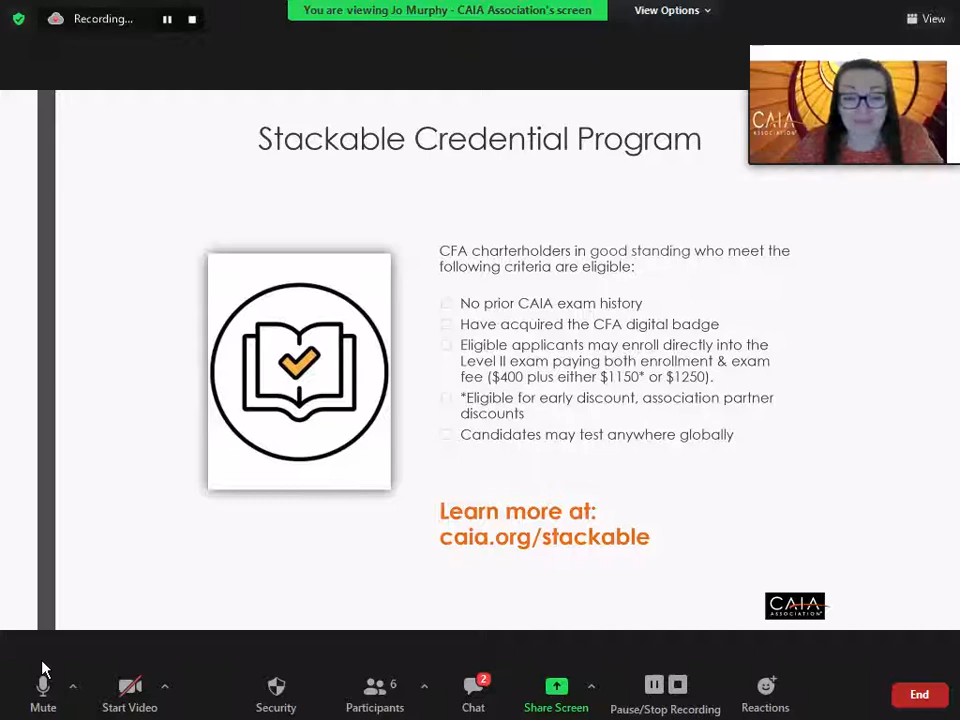 Recording...
You are viewing Jo Murphy - CAIA Association's screen
View Options
View
CAIA
ASSOCIATION
Stackable Credential Program
CFA charterholders in good standing who meet the
following criteria are eligible:
No prior CAIA exam history
Have acquired the CFA digital badge
Eligible applicants may enroll directly into the
Level II exam paying both enrollment & exam
fee ($400 plus either $1150* or $1250).
*Eligible for early discount, association partner
discounts
Candidates may test anywhere globally
Learn more at:
caia.org/stackable
CAIA
ASSOCIATION
Mute
Start Video
Security
6
Participants
2
Chat
Share Screen
Pause/Stop Recording
Reactions
End